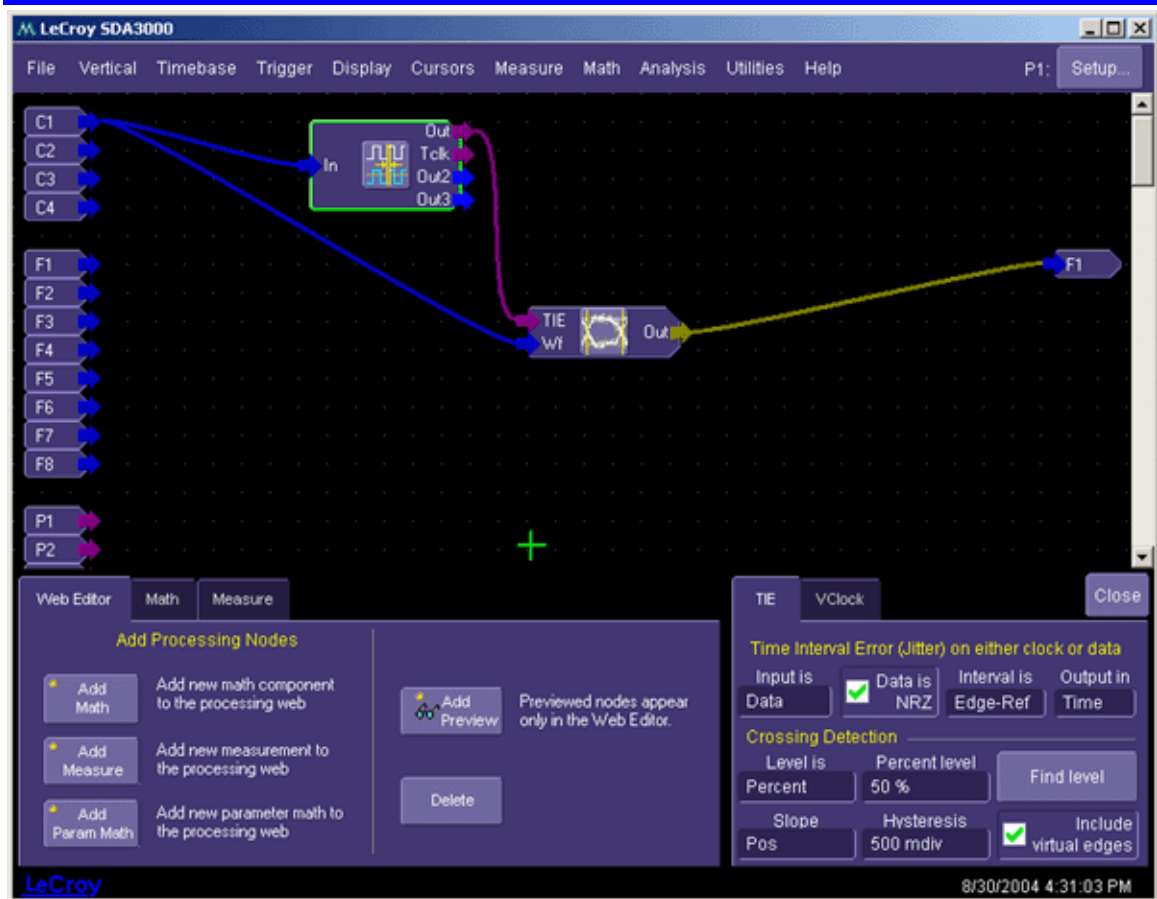 LeCroy SDA3000
File Vertical Timebase Trigger Display Cursors Measure Math Analysis Utilities Help P1: Setup...
C1
C2
C3
C4
F1
F2
F3
F4
F5
F6
F7
F8
P1
P2
In
Out
Tclk
Out2
Out3
TIE
Wf
Out
F1
Web Editor Math Measure
Add Processing Nodes
Add Math
Add new math component
to the processing web
Add Measure
Add new measurement to
the processing web
Add Param Math
Add new parameter math to
the processing web
Add Preview
Previewed nodes appear
only in the Web Editor.
Delete
TIE VClock Close
Time Interval Error (Jitter) on either clock or data
Input is
Data
Data is
NRZ
Interval is
Edge-Ref
Output in
Time
Crossing Detection
Level is
Percent
Percent level
50 %
Find level
Slope
Pos
Hysteresis
500 mdiv
Include
virtual edges
LeCroy
8/30/2004 4:31:03 PM